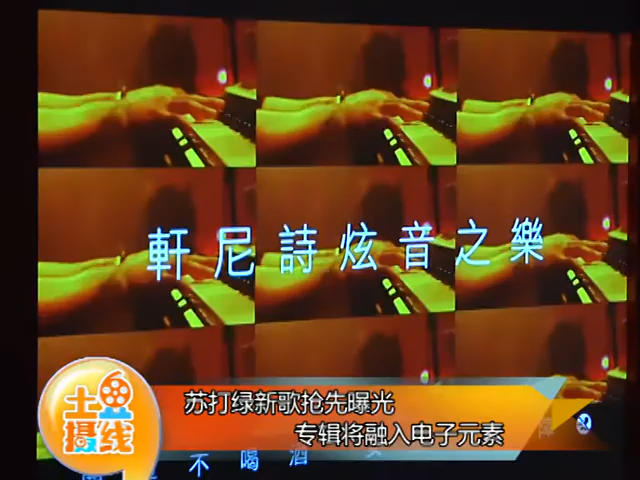 軒尼詩炫音之樂
土豆
摄线
苏打绿新歌抢先曝光
专辑将融入电子元素
不喝酒